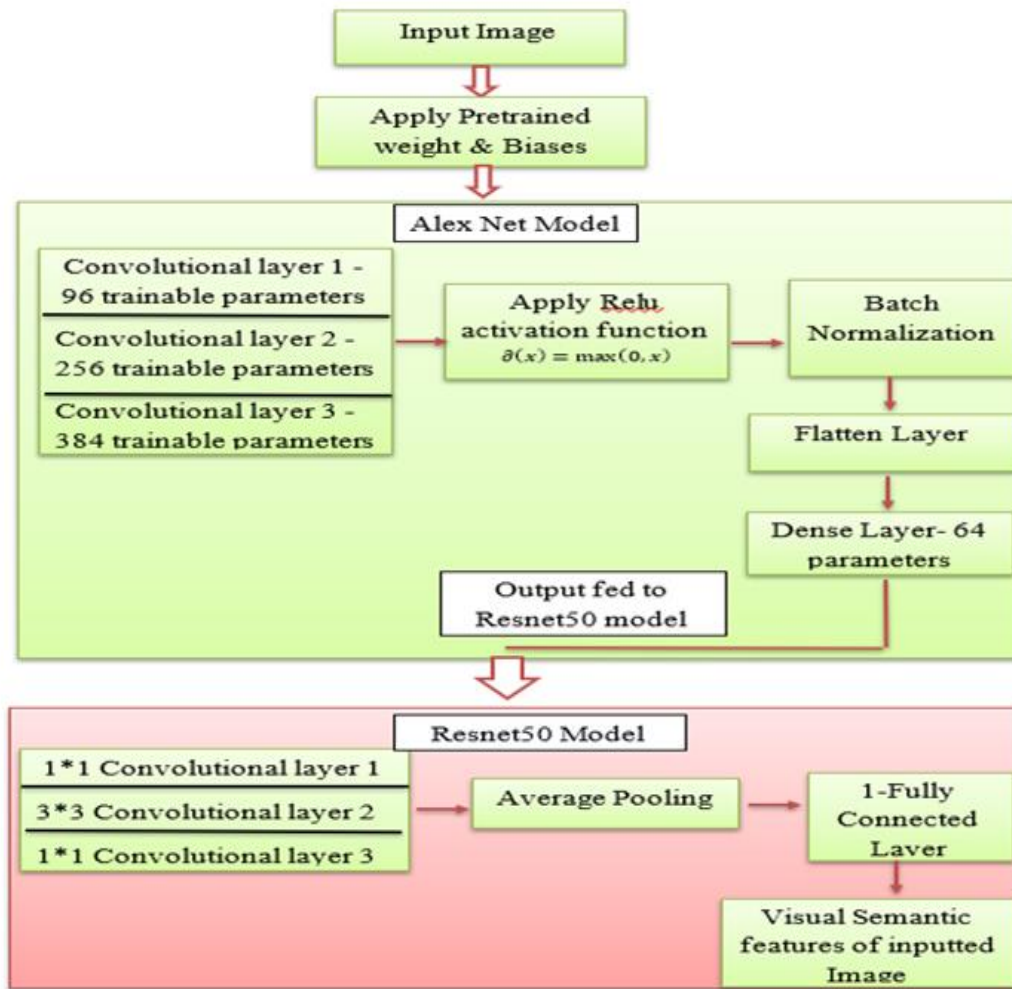 Input Image
Apply Pretrained
weight & Biases
Alex Net Model
Convolutional layer 1 -
96 trainable parameters
Convolutional layer 2 -
256 trainable parameters
Convolutional layer 3 -
384 trainable parameters
Apply Relu
activation function
∂(x) = max(0, x)
Batch
Normalization
Flatten Layer
Dense Layer- 64
parameters
Output fed to
Resnet50 model
Resnet50 Model
1*1 Convolutional layer 1
3*3 Convolutional layer 2
1*1 Convolutional layer 3
Average Pooling
1-Fully
Connected
Layer
Visual Semantic
features of inputted
Image